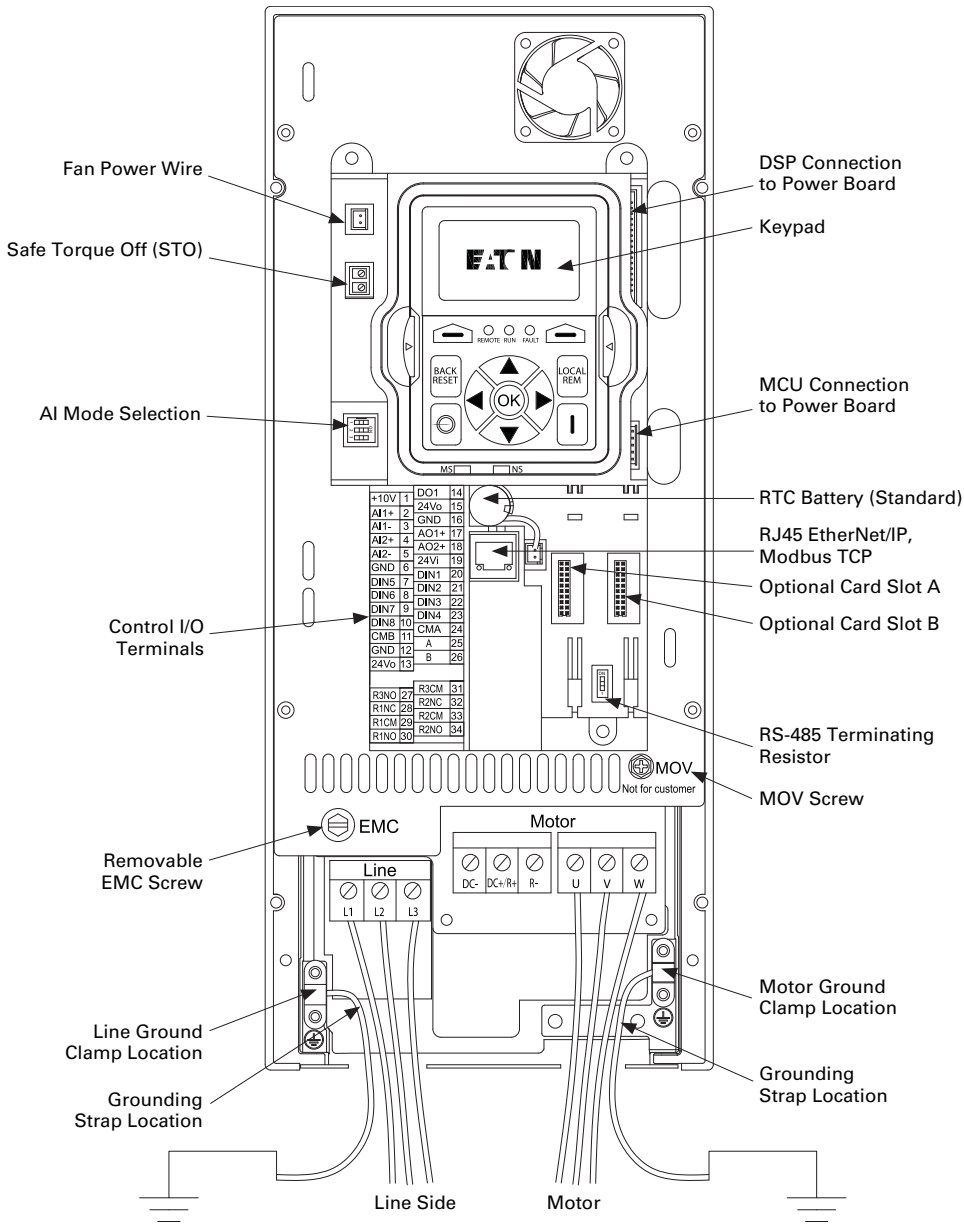 Fan Power Wire
Safe Torque Off (STO)
AI Mode Selection
Control I/O
Terminals
Removable
EMC Screw
Line Ground
Clamp Location
Grounding
Strap Location
DSP Connection
to Power Board
Keypad
MCU Connection
to Power Board
RTC Battery (Standard)
RJ45 EtherNet/IP,
Modbus TCP
Optional Card Slot A
Optional Card Slot B
RS-485 Terminating
Resistor
MOV Screw
Motor Ground
Clamp Location
Grounding
Strap Location
REMOTE RUN FAULT
BACK
RESET
LOCAL
REM
OK
MS NS
+10V 1
AI1+ 2
AI1- 3
AI2+ 4
AI2- 5
GND 6
DIN5 7
DIN6 8
DIN7 9
DIN8 10
CMB 11
GND 12
24Vo 13
DO1 14
24Vo 15
GND 16
AO1+ 17
AO2+ 18
24Vi 19
DIN1 20
DIN2 21
DIN3 22
DIN4 23
CMA 24
A 25
B 26
R3NO 27
R1NC 28
R1CM 29
R1NO 30
R3CM 31
R2NC 32
R2CM 33
R2NO 34
MOV
Not for customer
EMC
Motor
DC- DC+/R+ R- U V W
Line
L1 L2 L3
Line Side
Motor